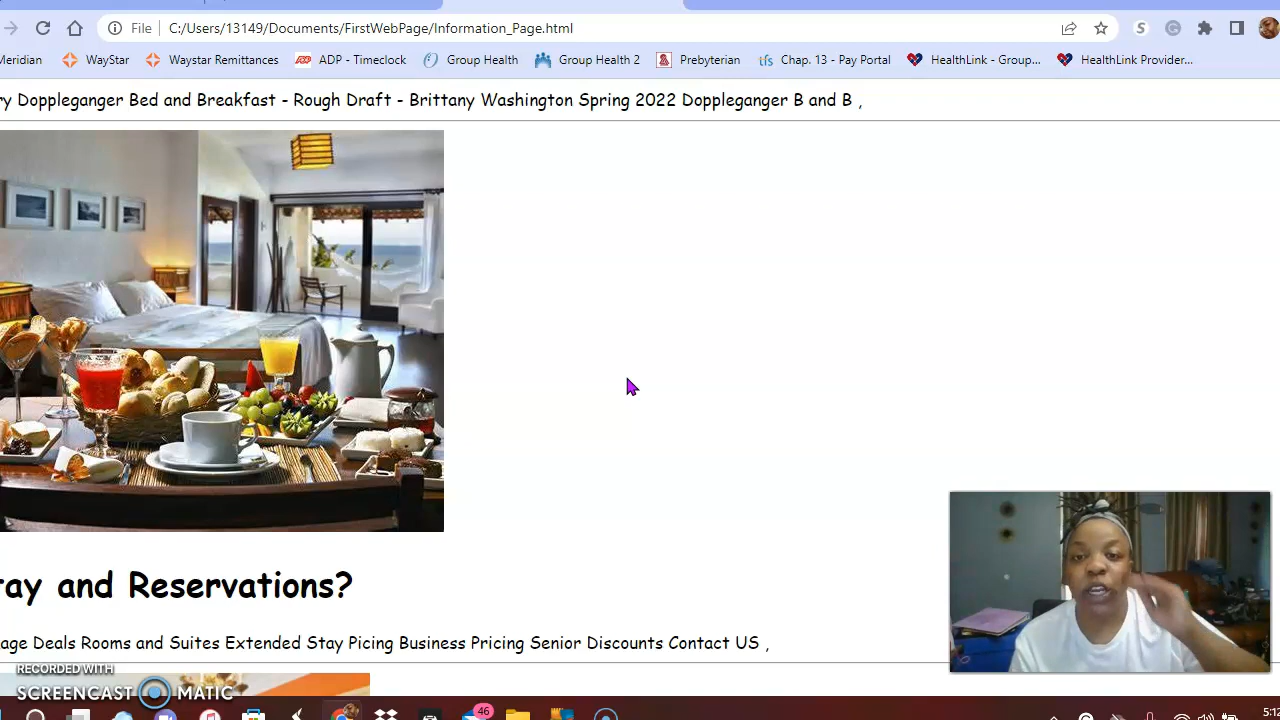 File C:/Users/13149/Documents/FirstWebPage/Information_Page.html
Meridian WayStar Waystar Remittances ADP - Timeclock Group Health Group Health 2 Prebyterian Chap. 13 - Pay Portal HealthLink - Group... HealthLink Provider...
Doppleganger Bed and Breakfast - Rough Draft - Brittany Washington Spring 2022 Doppleganger B and B ,
and Reservations?
Deals Rooms and Suites Extended Stay Picing Business Pricing Senior Discounts Contact US ,
RECORDED WITH
SCREENCAST MATIC
46